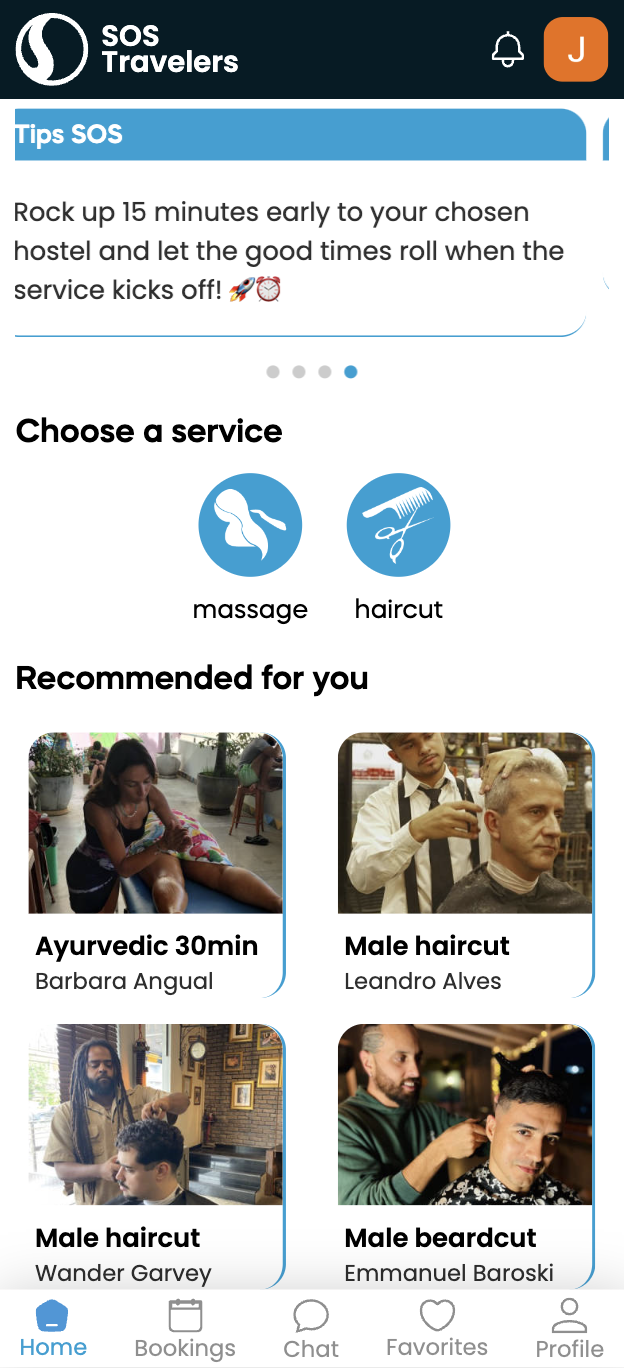 SOS
Travelers
J
Tips SOS
Rock up 15 minutes early to your chosen
hostel and let the good times roll when the
service kicks off! 🚀⏰
Choose a service
massage
haircut
Recommended for you
Ayurvedic 30min
Barbara Angual
Male haircut
Leandro Alves
Male haircut
Wander Garvey
Male beardcut
Emmanuel Baroski
Home
Bookings
Chat
Favorites
Profile